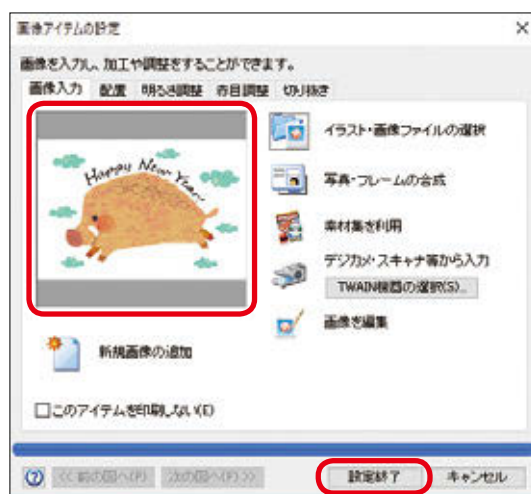 画像アイテムの設定
画像を入力し、加工や調整をすることができます。
画像入力 配置 明るさ調整 赤目調整 切り抜き
Happy New Year
イラスト・画像ファイルの選択
写真・フレームの合成
素材集を利用
デジカメ・スキャナ等から入力
TWAIN機器の選択(S)...
画像を編集
新規画像の追加
このアイテムを印刷しない(E)
<< 前の図へ(P) 次の図へ(F) >> 設定終了 キャンセル